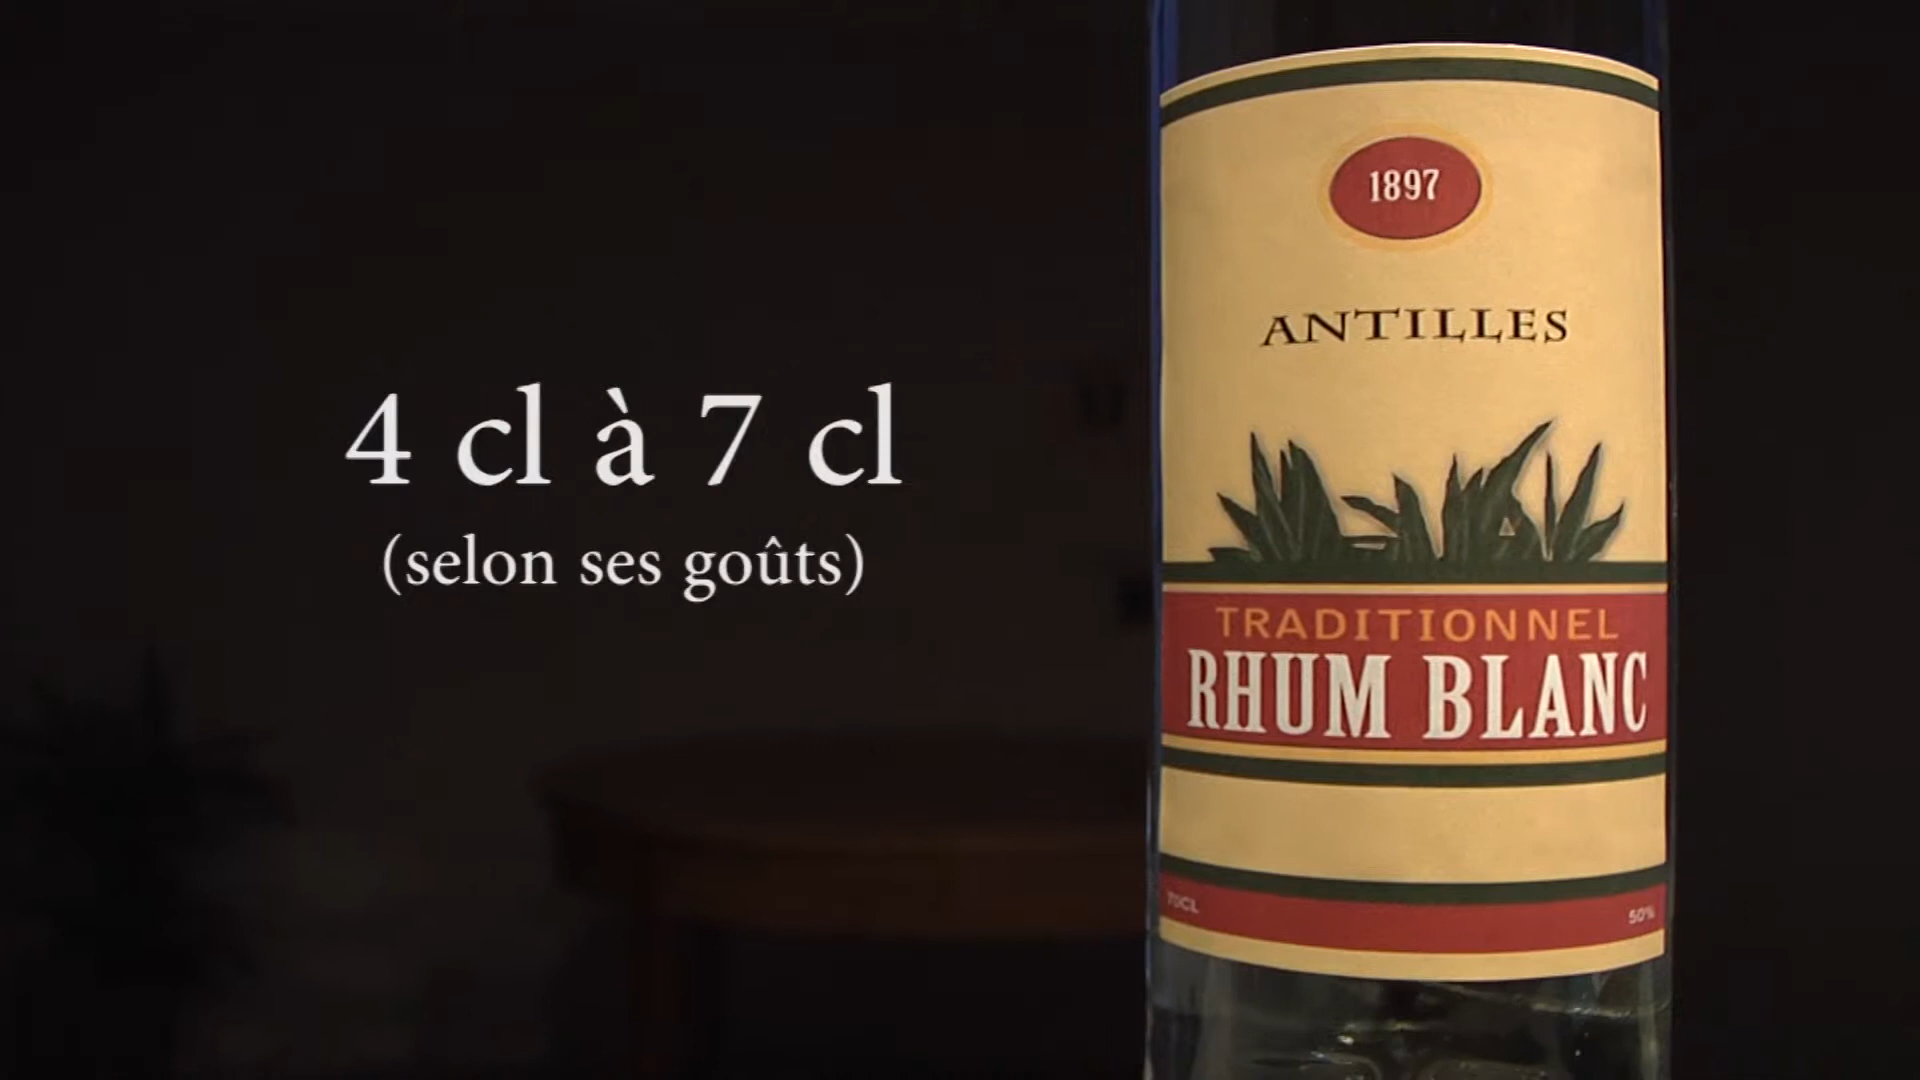 4 cl à 7 cl
(selon ses goûts)
1897
ANTILLES
TRADITIONNEL
RHUM BLANC
70CL
50%